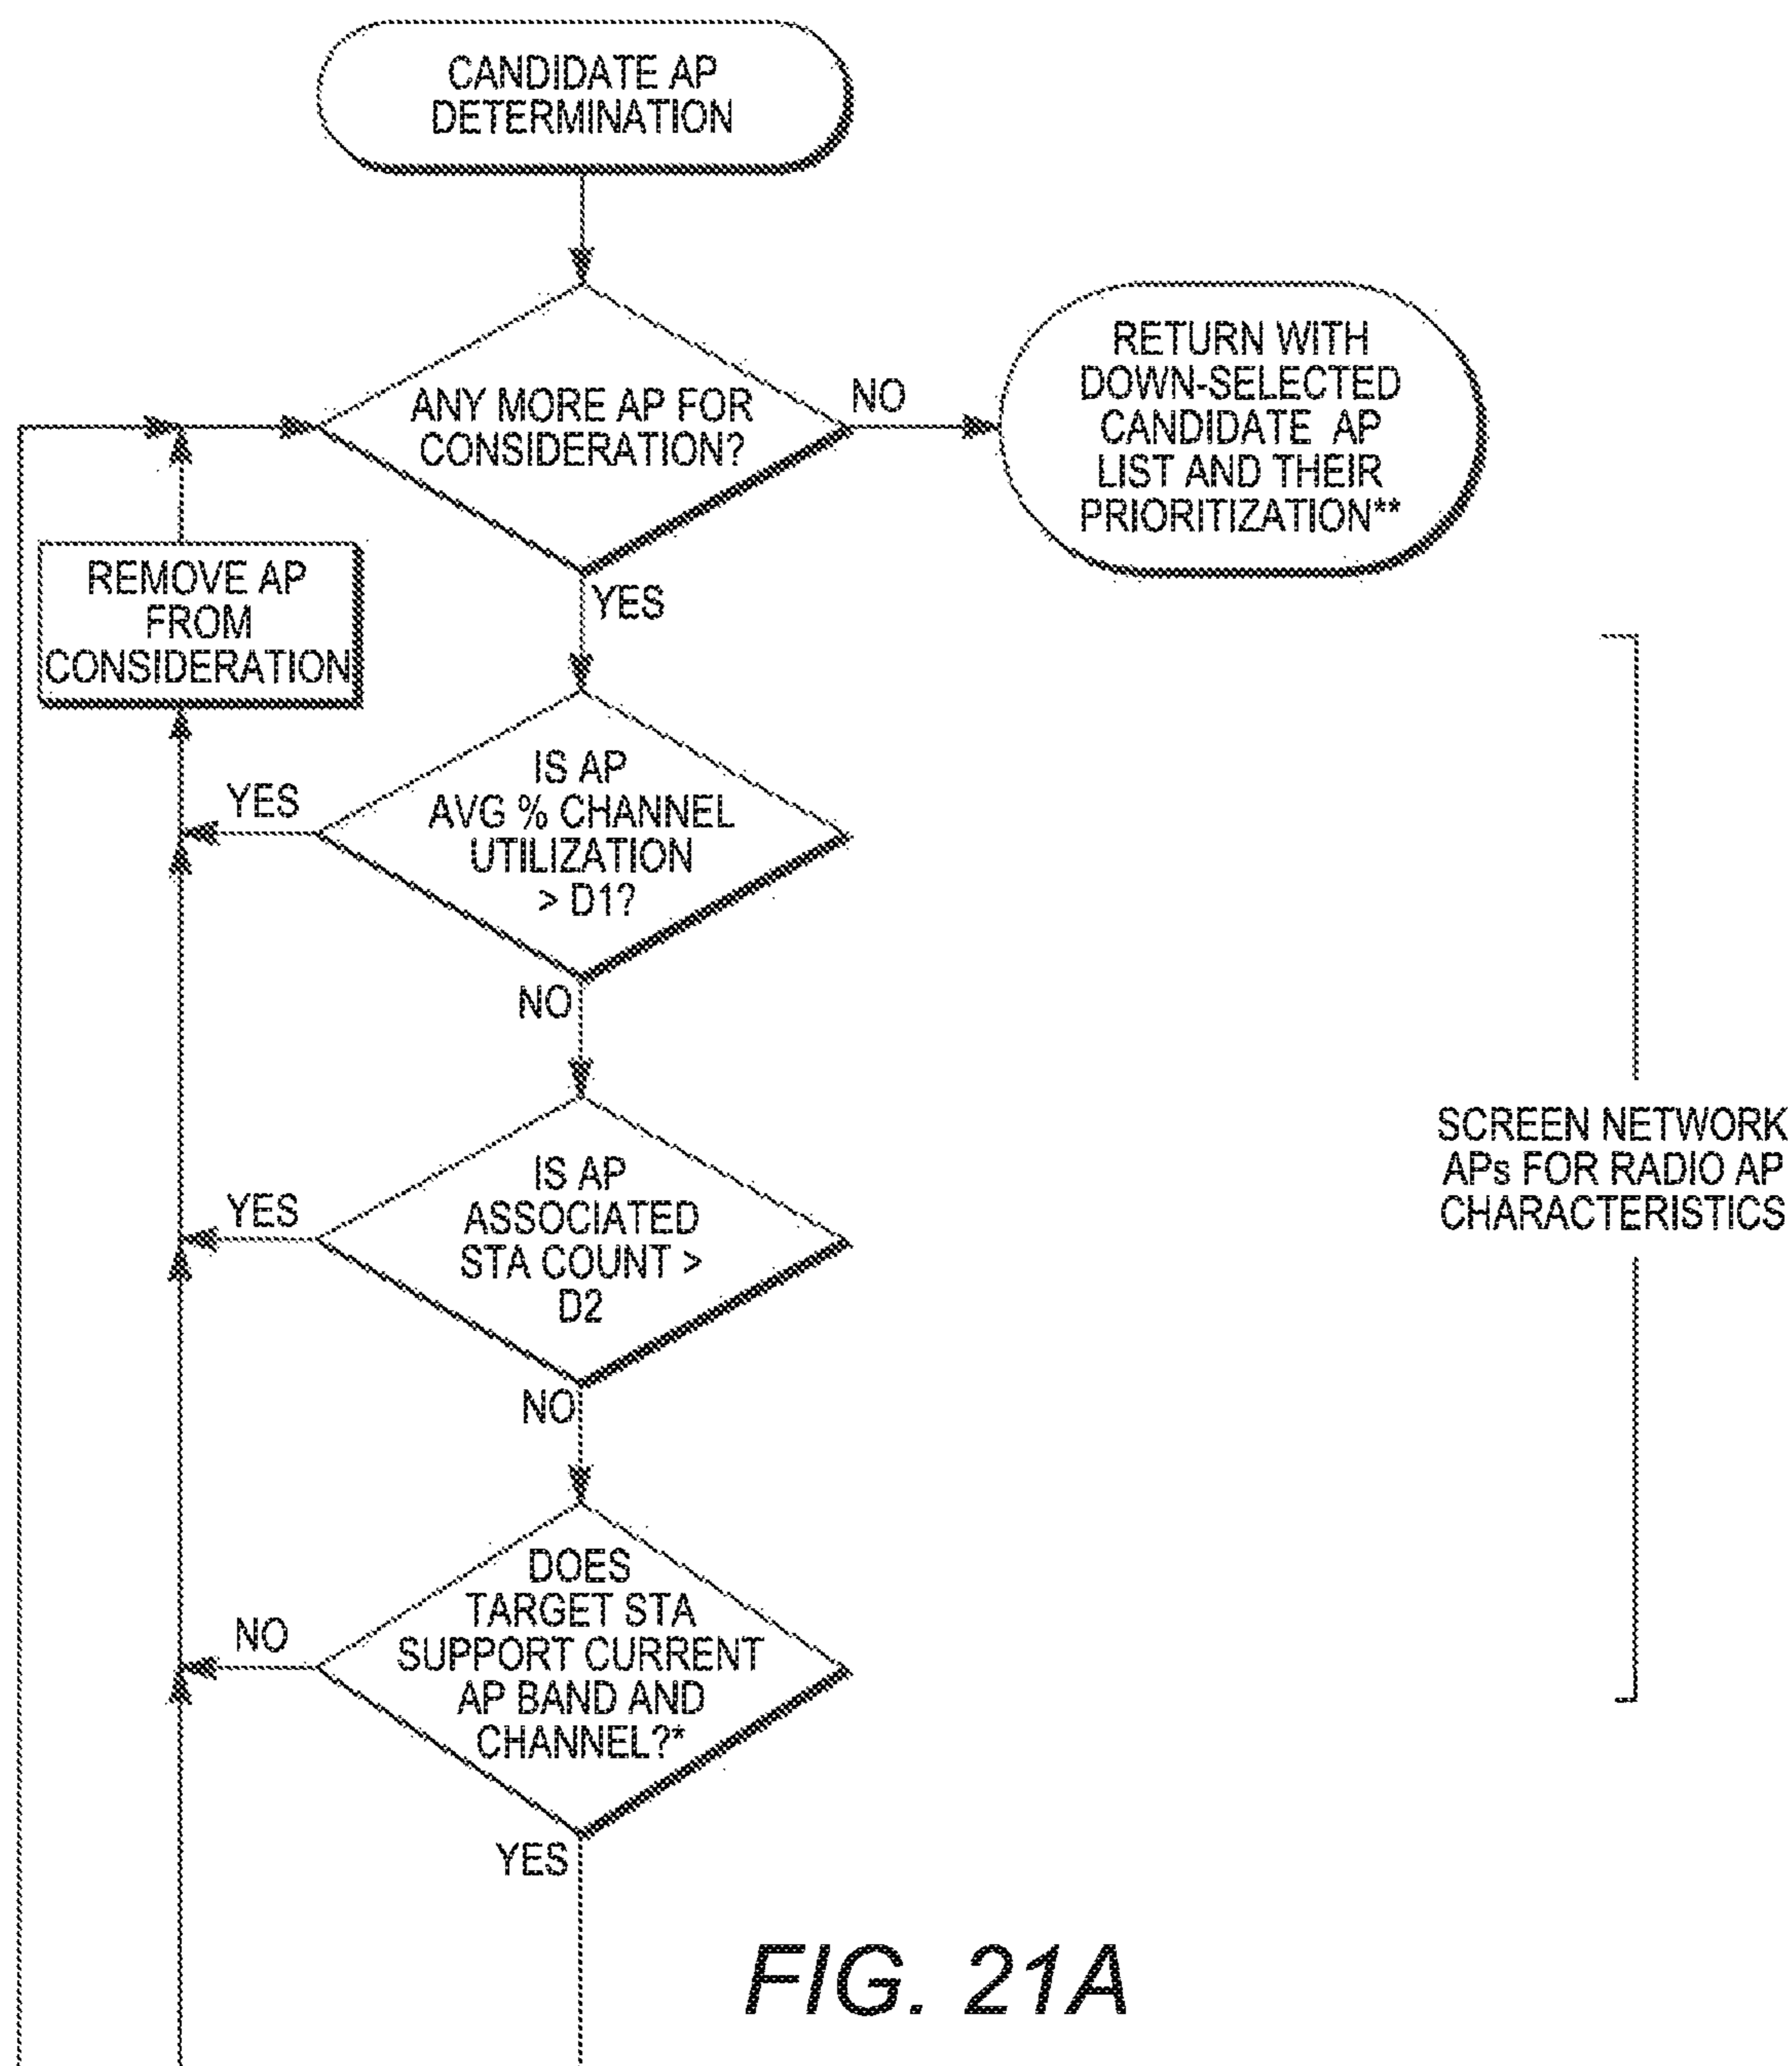 CANDIDATE AP
DETERMINATION
ANY MORE AP FOR
CONSIDERATION?
NO
RETURN WITH
DOWN-SELECTED
CANDIDATE AP
LIST AND THEIR
PRIORITIZATION**
REMOVE AP
FROM
CONSIDERATION
YES
IS AP
AVG % CHANNEL
UTILIZATION
> D1?
YES
NO
IS AP
ASSOCIATED
STA COUNT >
D2
YES
NO
SCREEN NETWORK
APs FOR RADIO AP
CHARACTERISTICS
DOES
TARGET STA
SUPPORT CURRENT
AP BAND AND
CHANNEL?*
NO
YES
FIG. 21A